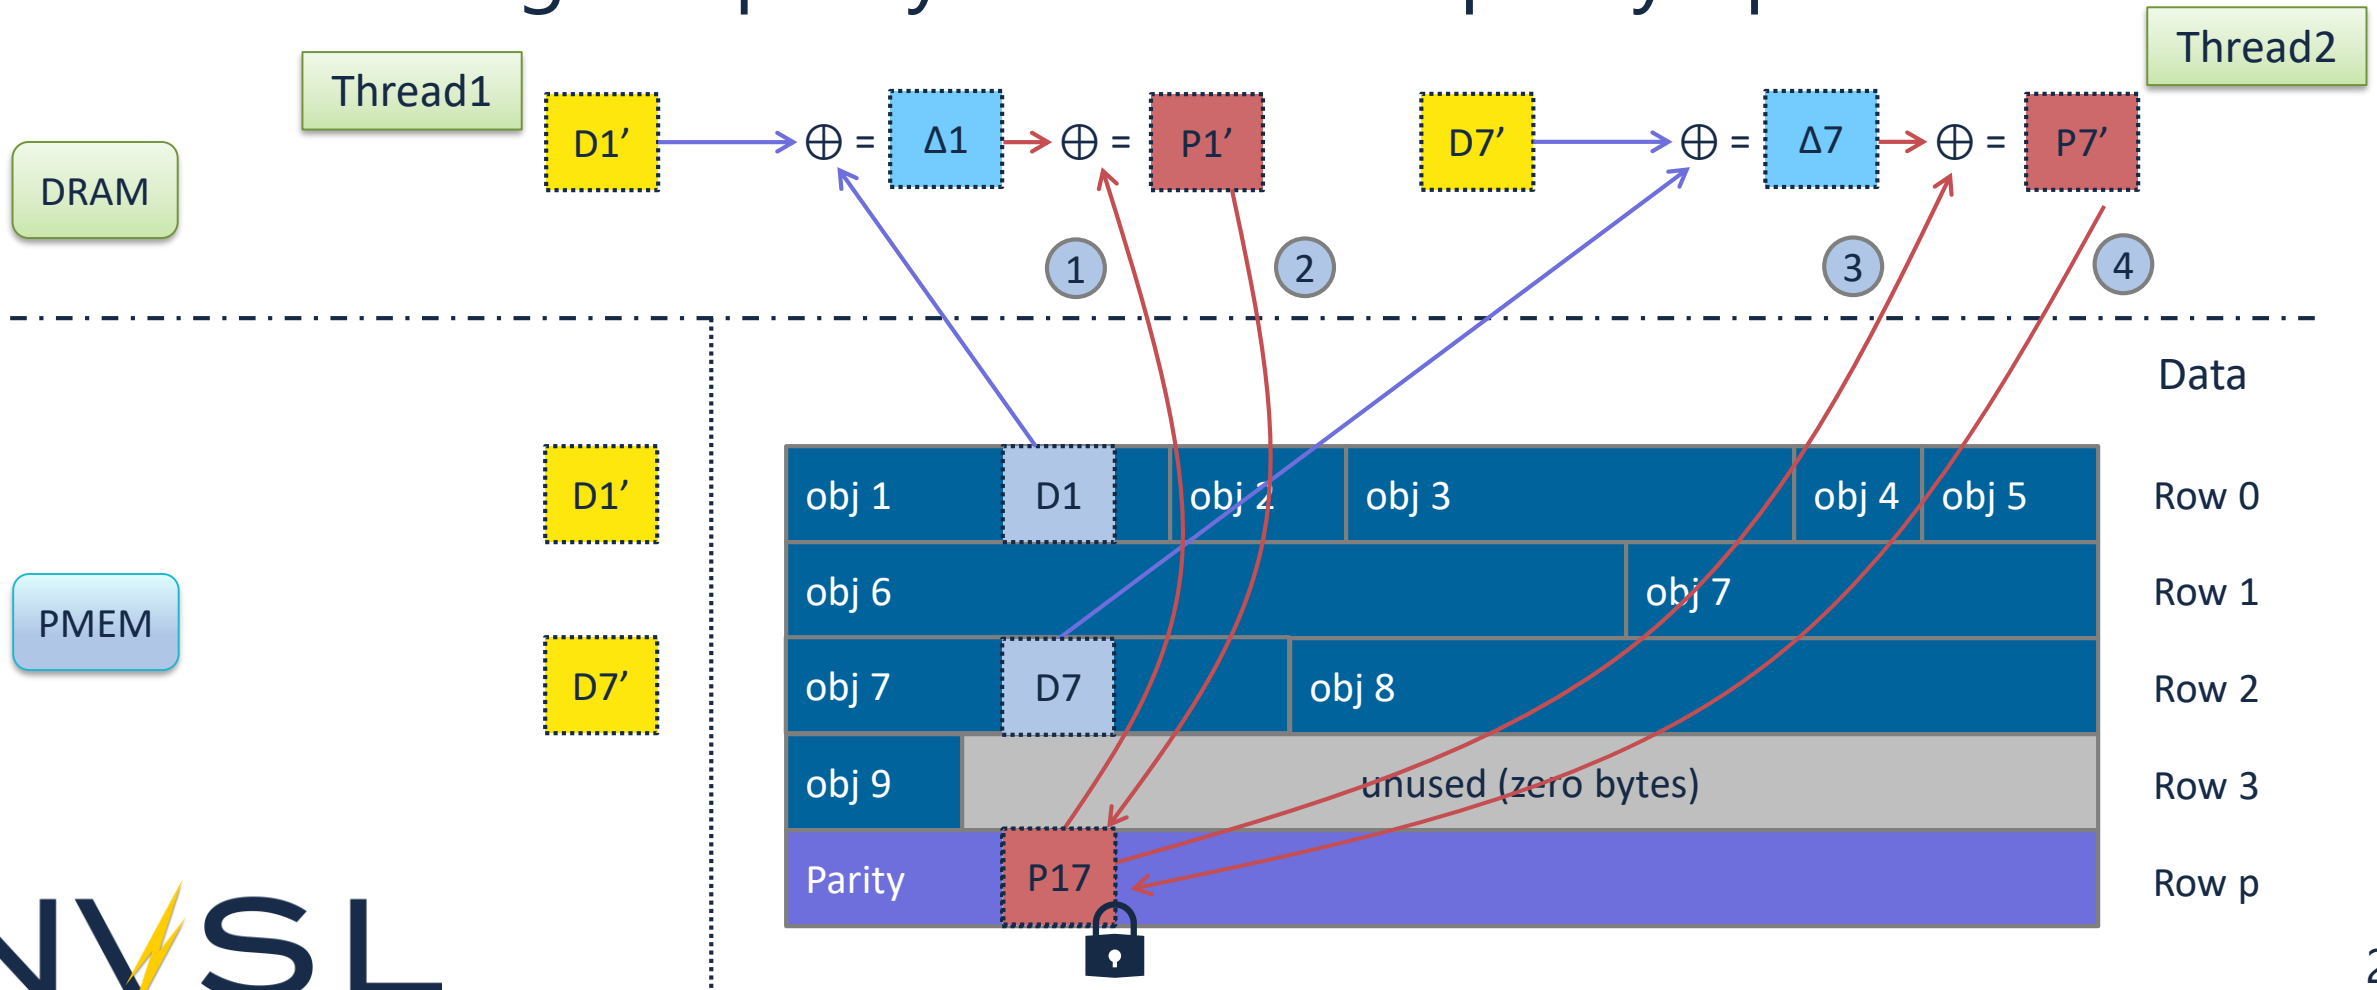 Thread1
Thread2
D1’ ⊕ = Δ1 ⊕ = P1’
D7’ ⊕ = Δ7 ⊕ = P7’
DRAM
1
2
3
4
Data
D1’
obj 1
D1
obj 2
obj 3
obj 4
obj 5
Row 0
obj 6
obj 7
Row 1
PMEM
D7’
obj 7
D7
obj 8
Row 2
obj 9
unused (zero bytes)
Row 3
Parity
P17
Row p
NVSL